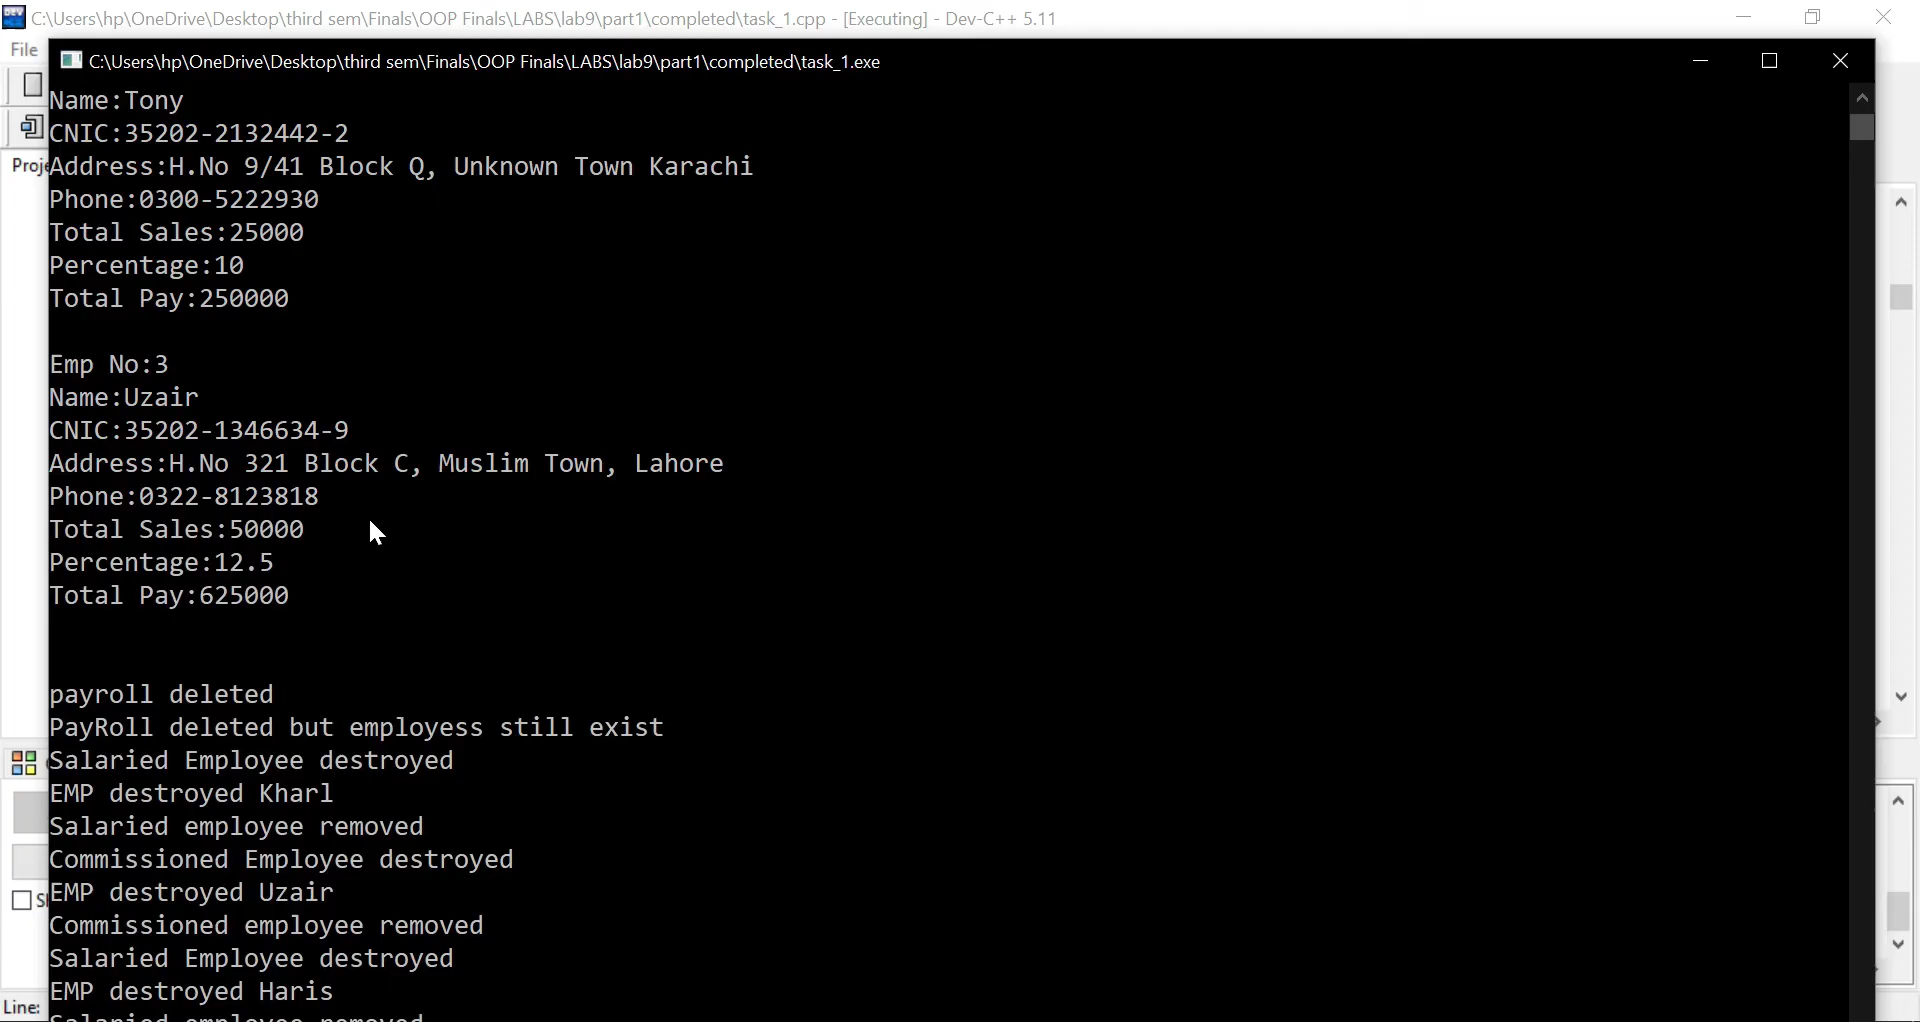 C:\Users\hp\OneDrive\Desktop\third sem\Finals\OOP Finals\LABS\lab9\part1\completed\task_1.cpp - [Executing] - Dev-C++ 5.11
File
C:\Users\hp\OneDrive\Desktop\third sem\Finals\OOP Finals\LABS\lab9\part1\completed\task_1.exe
Name:Tony
CNIC:35202-2132442-2
Proje
Address:H.No 9/41 Block Q, Unknown Town Karachi
Phone:0300-5222930
Total Sales:25000
Percentage:10
Total Pay:250000
Emp No:3
Name:Uzair
CNIC:35202-1346634-9
Address:H.No 321 Block C, Muslim Town, Lahore
Phone:0322-8123818
Total Sales:50000
Percentage:12.5
Total Pay:625000
payroll deleted
PayRoll deleted but employess still exist
Salaried Employee destroyed
EMP destroyed Kharl
Salaried employee removed
Commissioned Employee destroyed
EMP destroyed Uzair
Commissioned employee removed
Salaried Employee destroyed
EMP destroyed Haris
Line:
Salaried employee removed